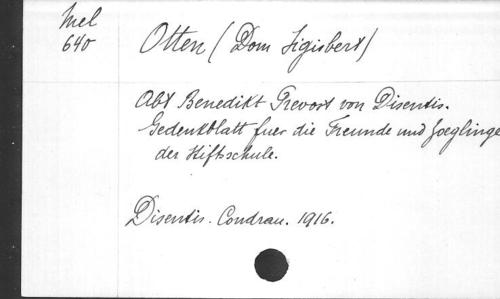 Mel
640
Otten (Dom Sigisbert)
Abt Benedikt Prevost von Disentis.
Gedenkblatt fuer die Freunde und Zoeglinge
der Stiftsschule.
Disentis. Condrau. 1916.